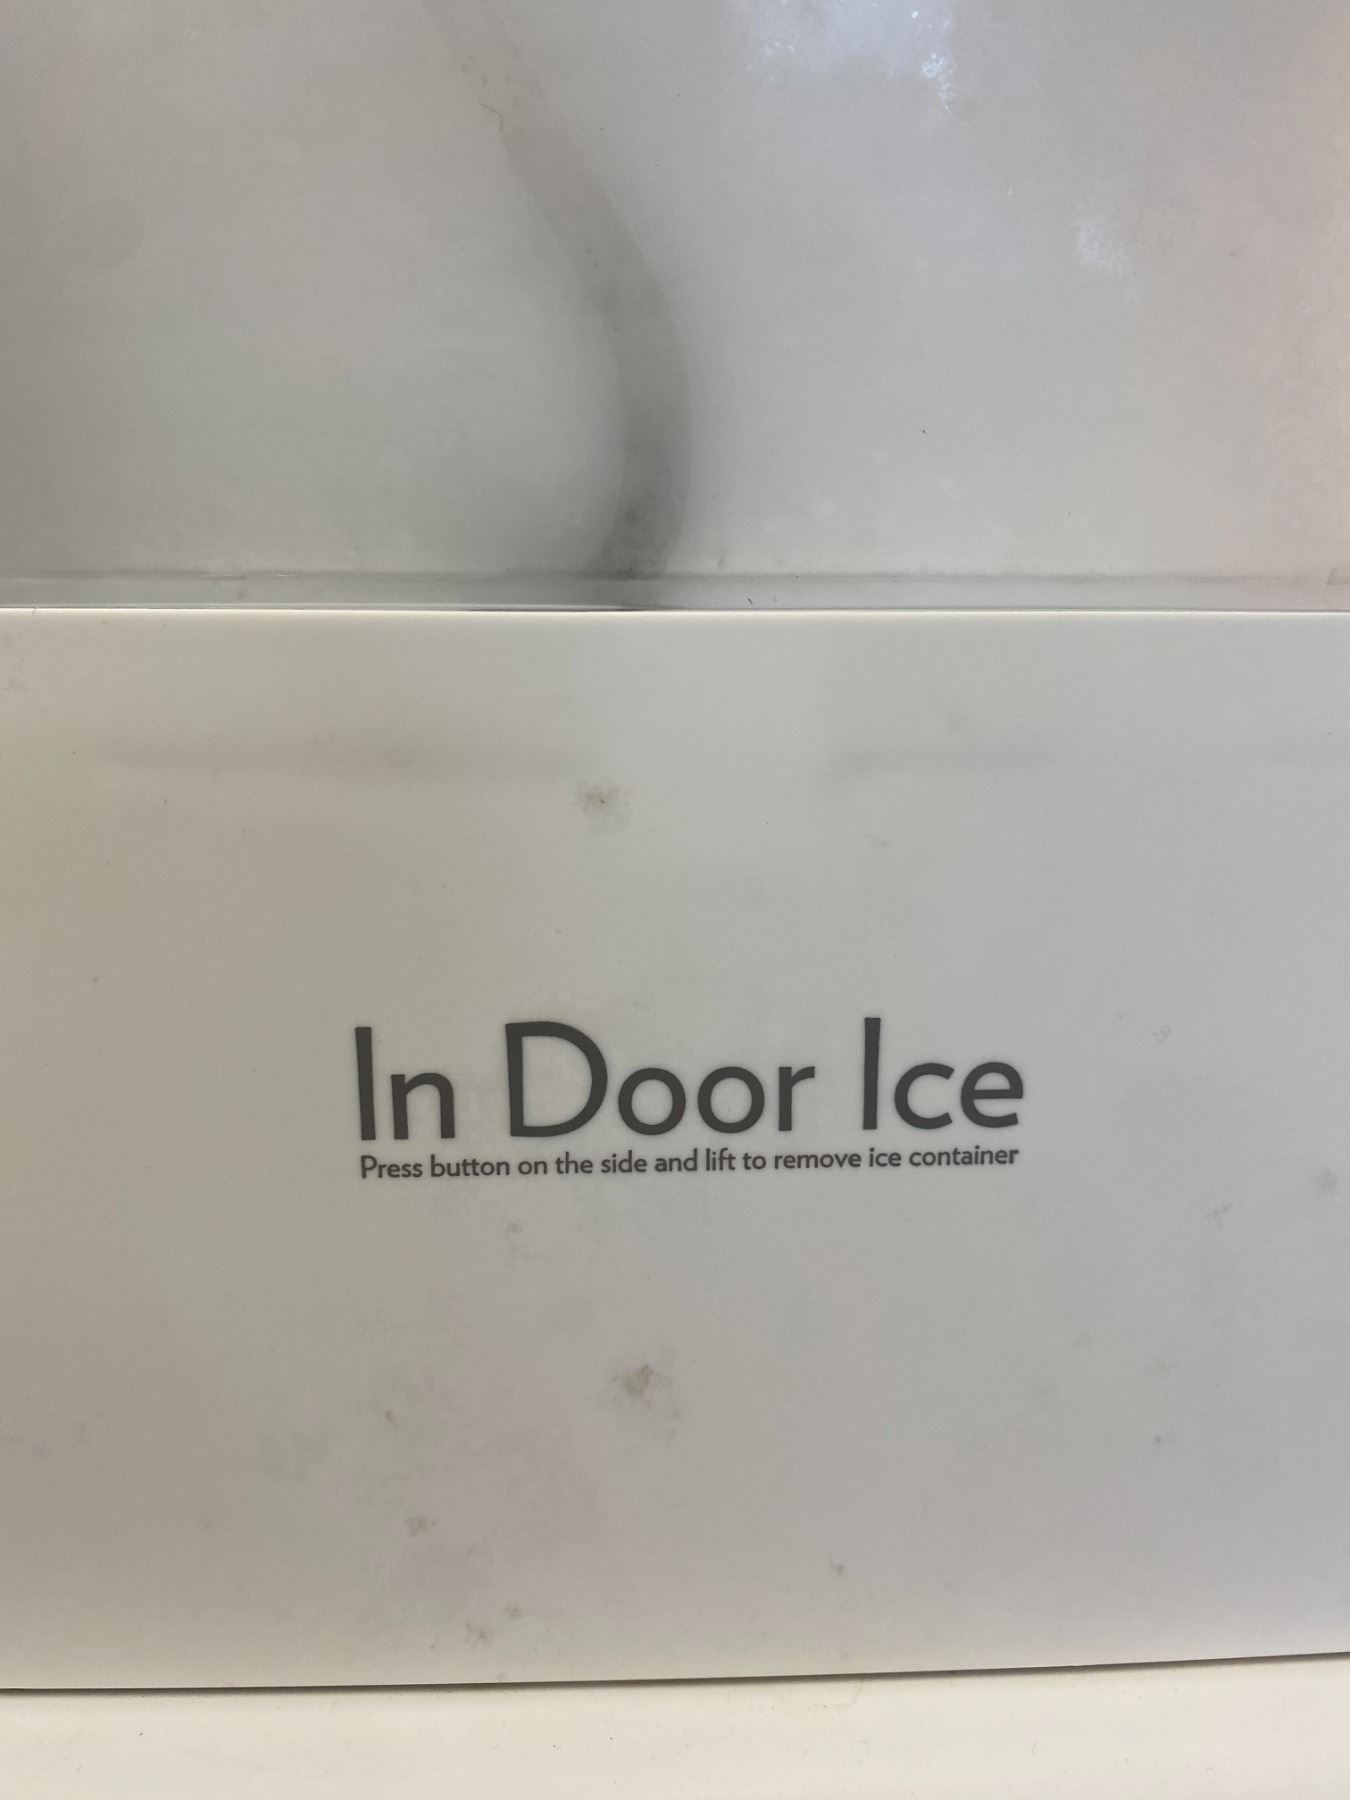 In Door Ice
Press button on the side and lift to remove ice container